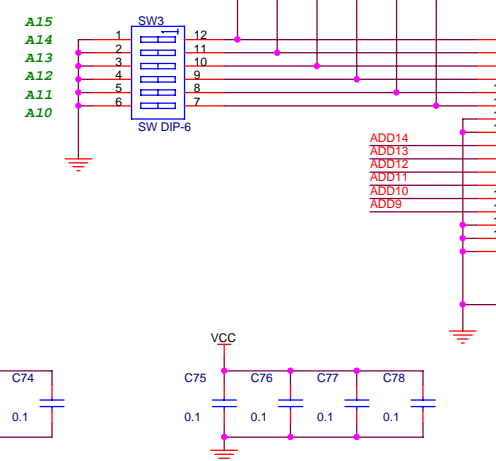 A15
A14
A13
A12
A11
A10
SW3
1
1 12
2 11
3 10
4 9
5 8
6 7
SW DIP-6
ADD14
ADD13
ADD12
ADD11
ADD10
ADD9
VCC
C74 C75 C76 C77 C78
0.1 0.1 0.1 0.1 0.1